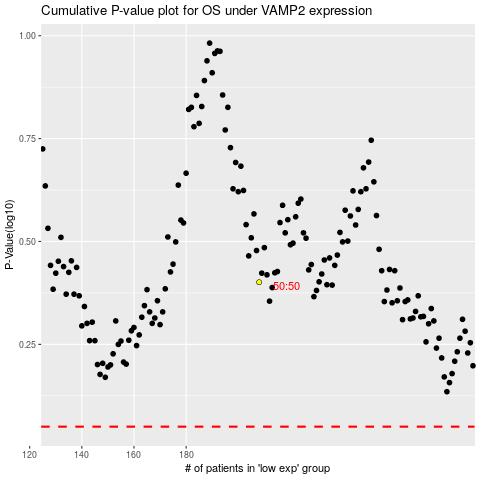 Cumulative P-value plot for OS under VAMP2 expression
1.00
0.75
0.50
0.25
P-Value(log10)
50:50
120 140 160 180
# of patients in 'low exp' group